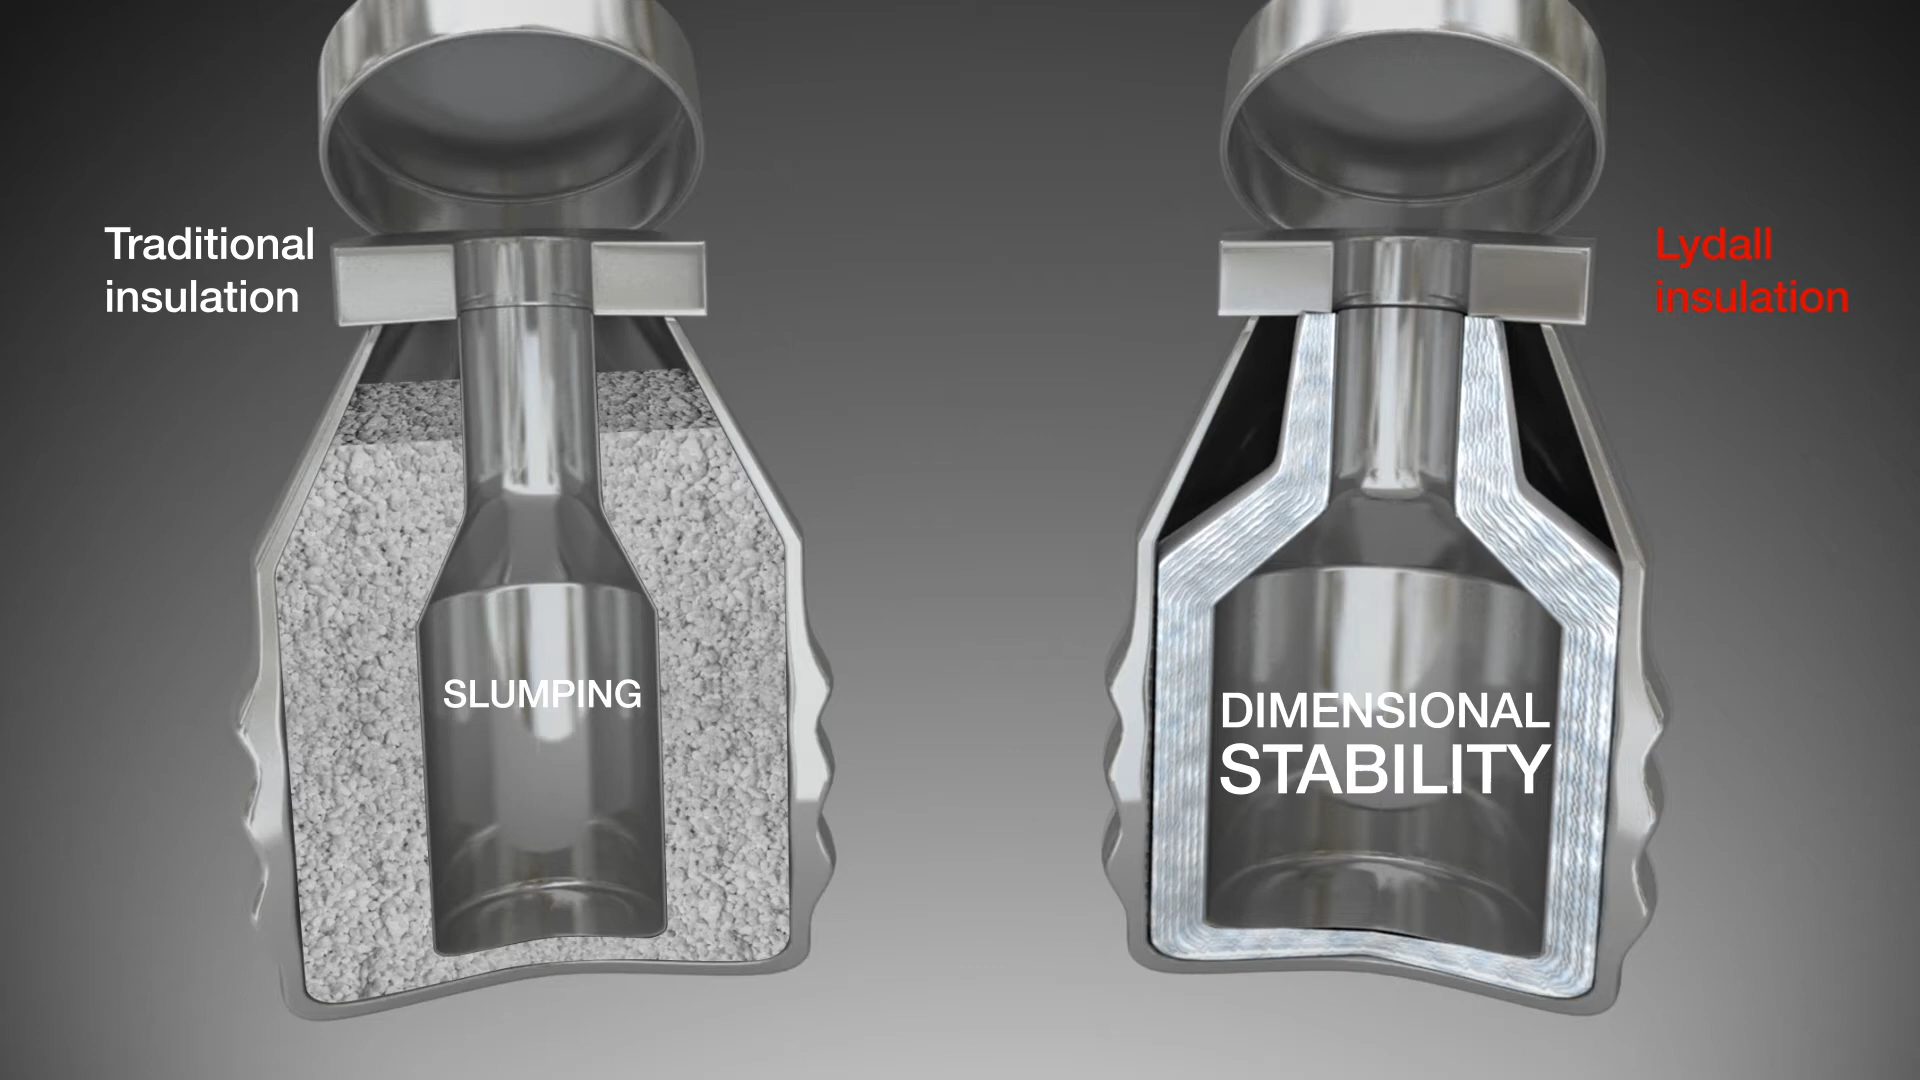 Traditional
insulation
SLUMPING
Lydall
insulation
DIMENSIONAL
STABILITY